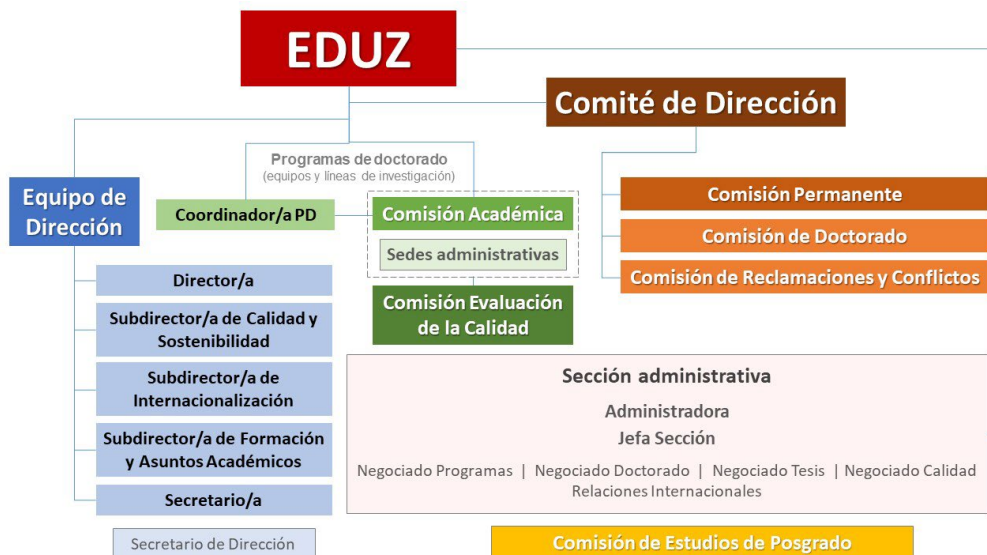 EDUZ
Comité de Dirección
Programas de doctorado
(equipos y líneas de investigación)
Equipo de
Dirección
Coordinador/a PD
Comisión Académica
Sedes administrativas
Comisión Evaluación
de la Calidad
Comisión Permanente
Comisión de Doctorado
Comisión de Reclamaciones y Conflictos
Director/a
Subdirector/a de Calidad y
Sostenibilidad
Subdirector/a de
Internacionalización
Subdirector/a de Formación
y Asuntos Académicos
Secretario/a
Secretario de Dirección
Sección administrativa
Administradora
Jefa Sección
Negociado Programas | Negociado Doctorado | Negociado Tesis | Negociado Calidad
Relaciones Internacionales
Comisión de Estudios de Posgrado